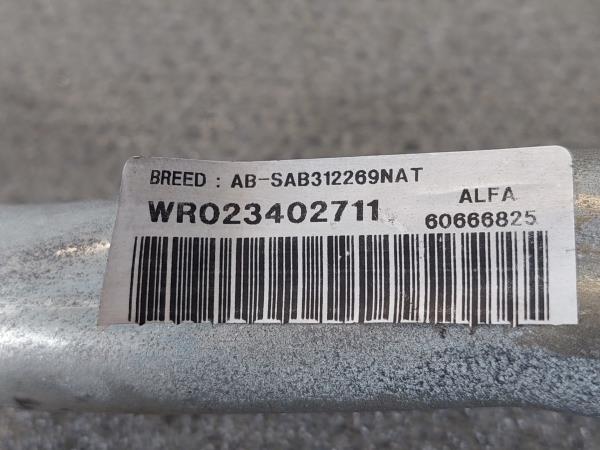 BREED : AB-SAB312269NAT
WR023402711
ALFA
60666825